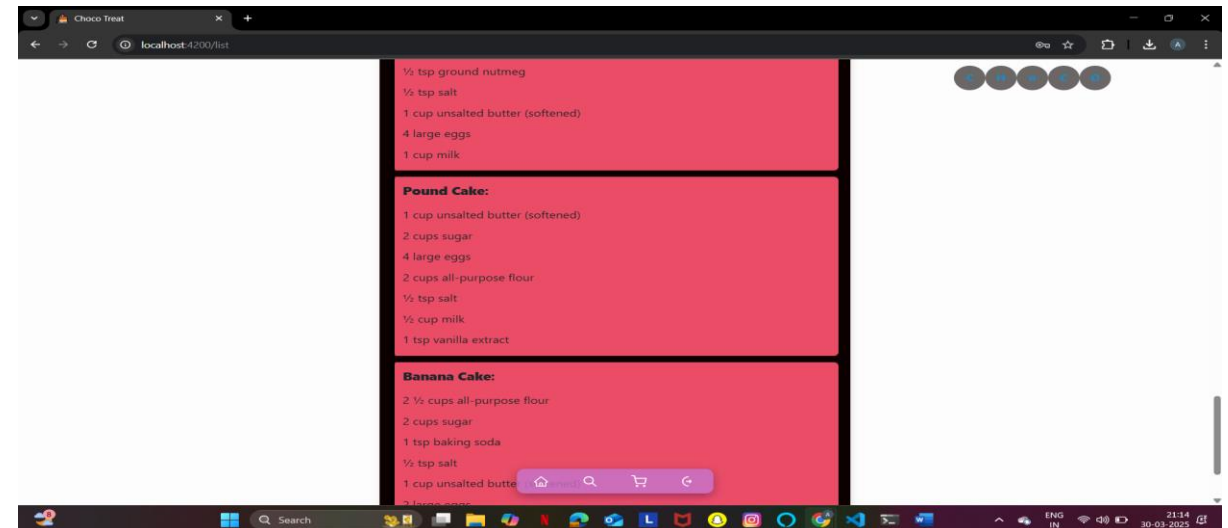 Choco Treat
localhost:4200/list
½ tsp ground nutmeg
½ tsp salt
1 cup unsalted butter (softened)
4 large eggs
1 cup milk
Pound Cake:
1 cup unsalted butter (softened)
2 cups sugar
4 large eggs
2 cups all-purpose flour
½ tsp salt
½ cup milk
1 tsp vanilla extract
Banana Cake:
2 ½ cups all-purpose flour
2 cups sugar
1 tsp baking soda
½ tsp salt
1 cup unsalted butter
Search
ENG
IN
21:14
30-03-2025